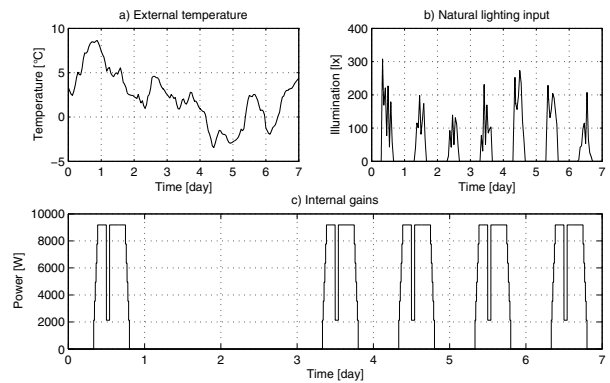 a) External temperature
10
5
0
−5
Temperature [°C]
0 1 2 3 4 5 6 7
Time [day]
b) Natural lighting input
400
300
200
100
0
Illumination [lx]
0 1 2 3 4 5 6 7
Time [day]
c) Internal gains
10000
8000
6000
4000
2000
0
Power [W]
0 1 2 3 4 5 6 7
Time [day]